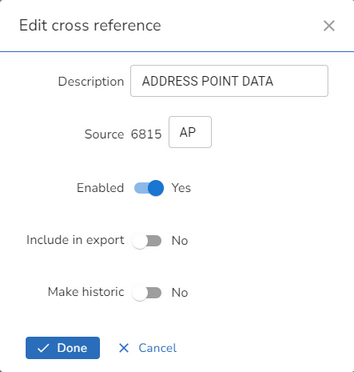 Edit cross reference
Description ADDRESS POINT DATA
Source 6815 AP
Enabled Yes
Include in export No
Make historic No
Done Cancel